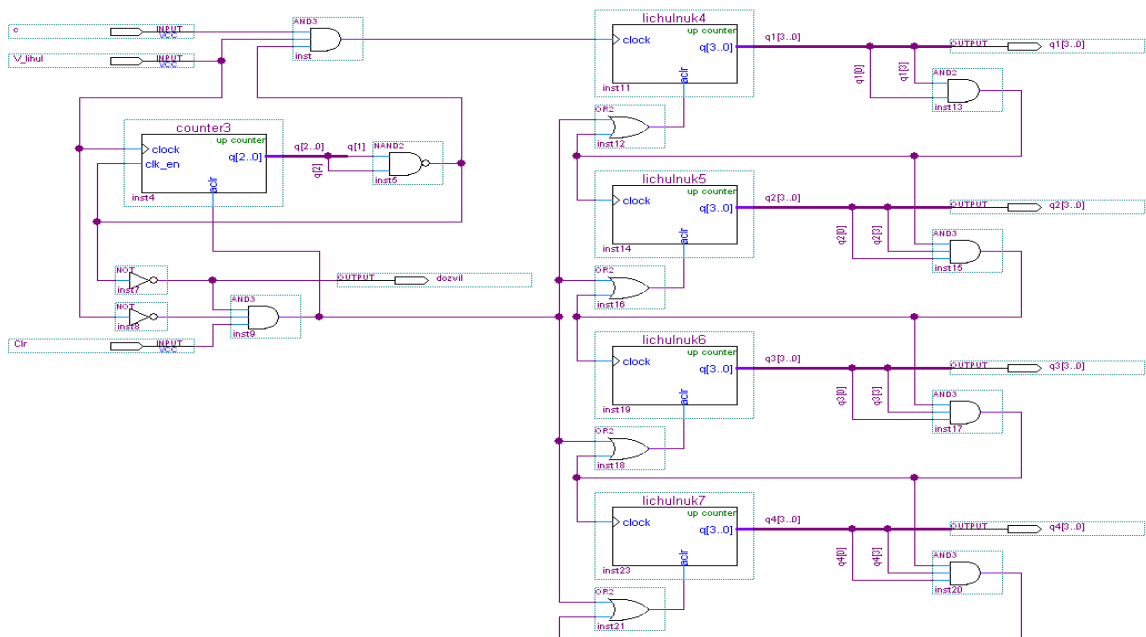 c INPUT VCC
V_lihul INPUT VCC
AND3
inst
counter3
up counter
clock
q[2..0]
clk_en
aclr
inst4
q[2..0] q[1]
q[2]
NAND2
inst5
NOT
inst7
OUTPUT dozvil
NOT
inst8
AND3
inst9
Clr INPUT VCC
lichulnuk4
up counter
clock
q[3..0]
aclr
inst11
q1[3..0]
q1[0]
q1[3]
OUTPUT q1[3..0]
AND2
inst13
OR2
inst12
lichulnuk5
up counter
clock
q[3..0]
aclr
inst14
q2[3..0]
q2[0]
q2[3]
OUTPUT q2[3..0]
AND3
inst15
OR2
inst16
lichulnuk6
up counter
clock
q[3..0]
aclr
inst19
q3[3..0]
q3[0]
q3[3]
OUTPUT q3[3..0]
AND3
inst17
OR2
inst18
lichulnuk7
up counter
clock
q[3..0]
aclr
inst23
q4[3..0]
q4[0]
q4[3]
OUTPUT q4[3..0]
AND3
inst20
OR2
inst21